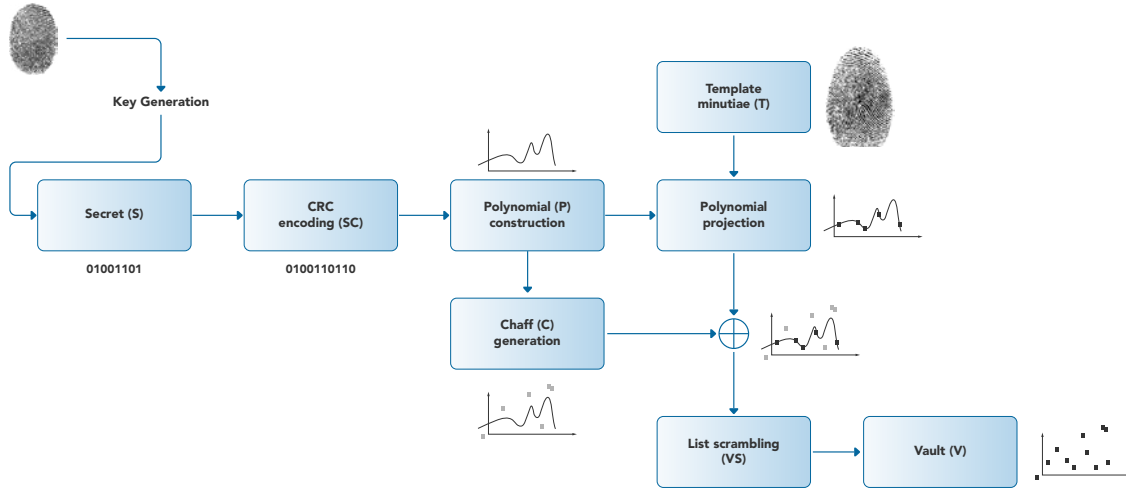 Key Generation
Template
minutiae (T)
Secret (S)
CRC
encoding (SC)
Polynomial (P)
construction
Polynomial
projection
01001101
0100110110
Chaff (C)
generation
List scrambling
(VS)
Vault (V)